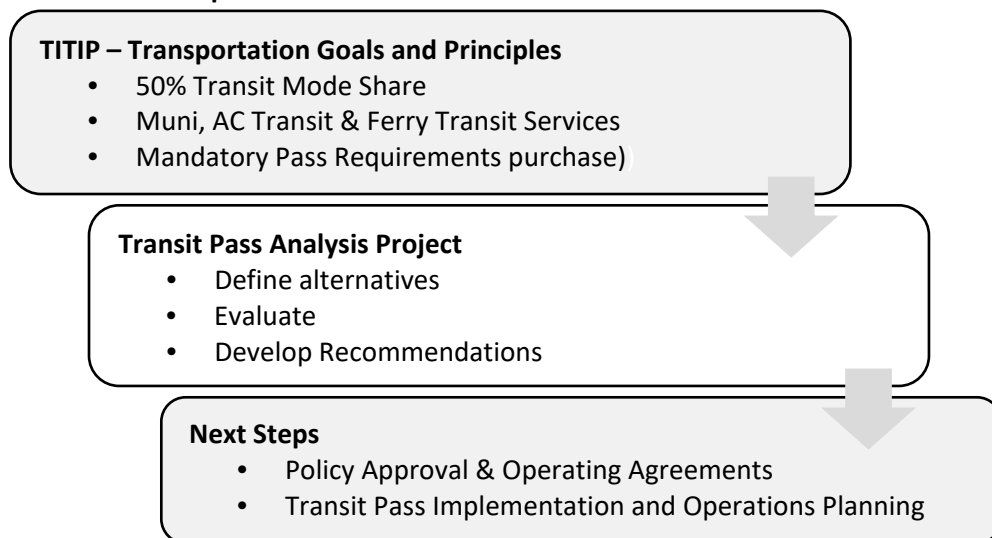 TITIP – Transportation Goals and Principles
• 50% Transit Mode Share
• Muni, AC Transit & Ferry Transit Services
• Mandatory Pass Requirements purchase))
Transit Pass Analysis Project
• Define alternatives
• Evaluate
• Develop Recommendations
Next Steps
• Policy Approval & Operating Agreements
• Transit Pass Implementation and Operations Planning